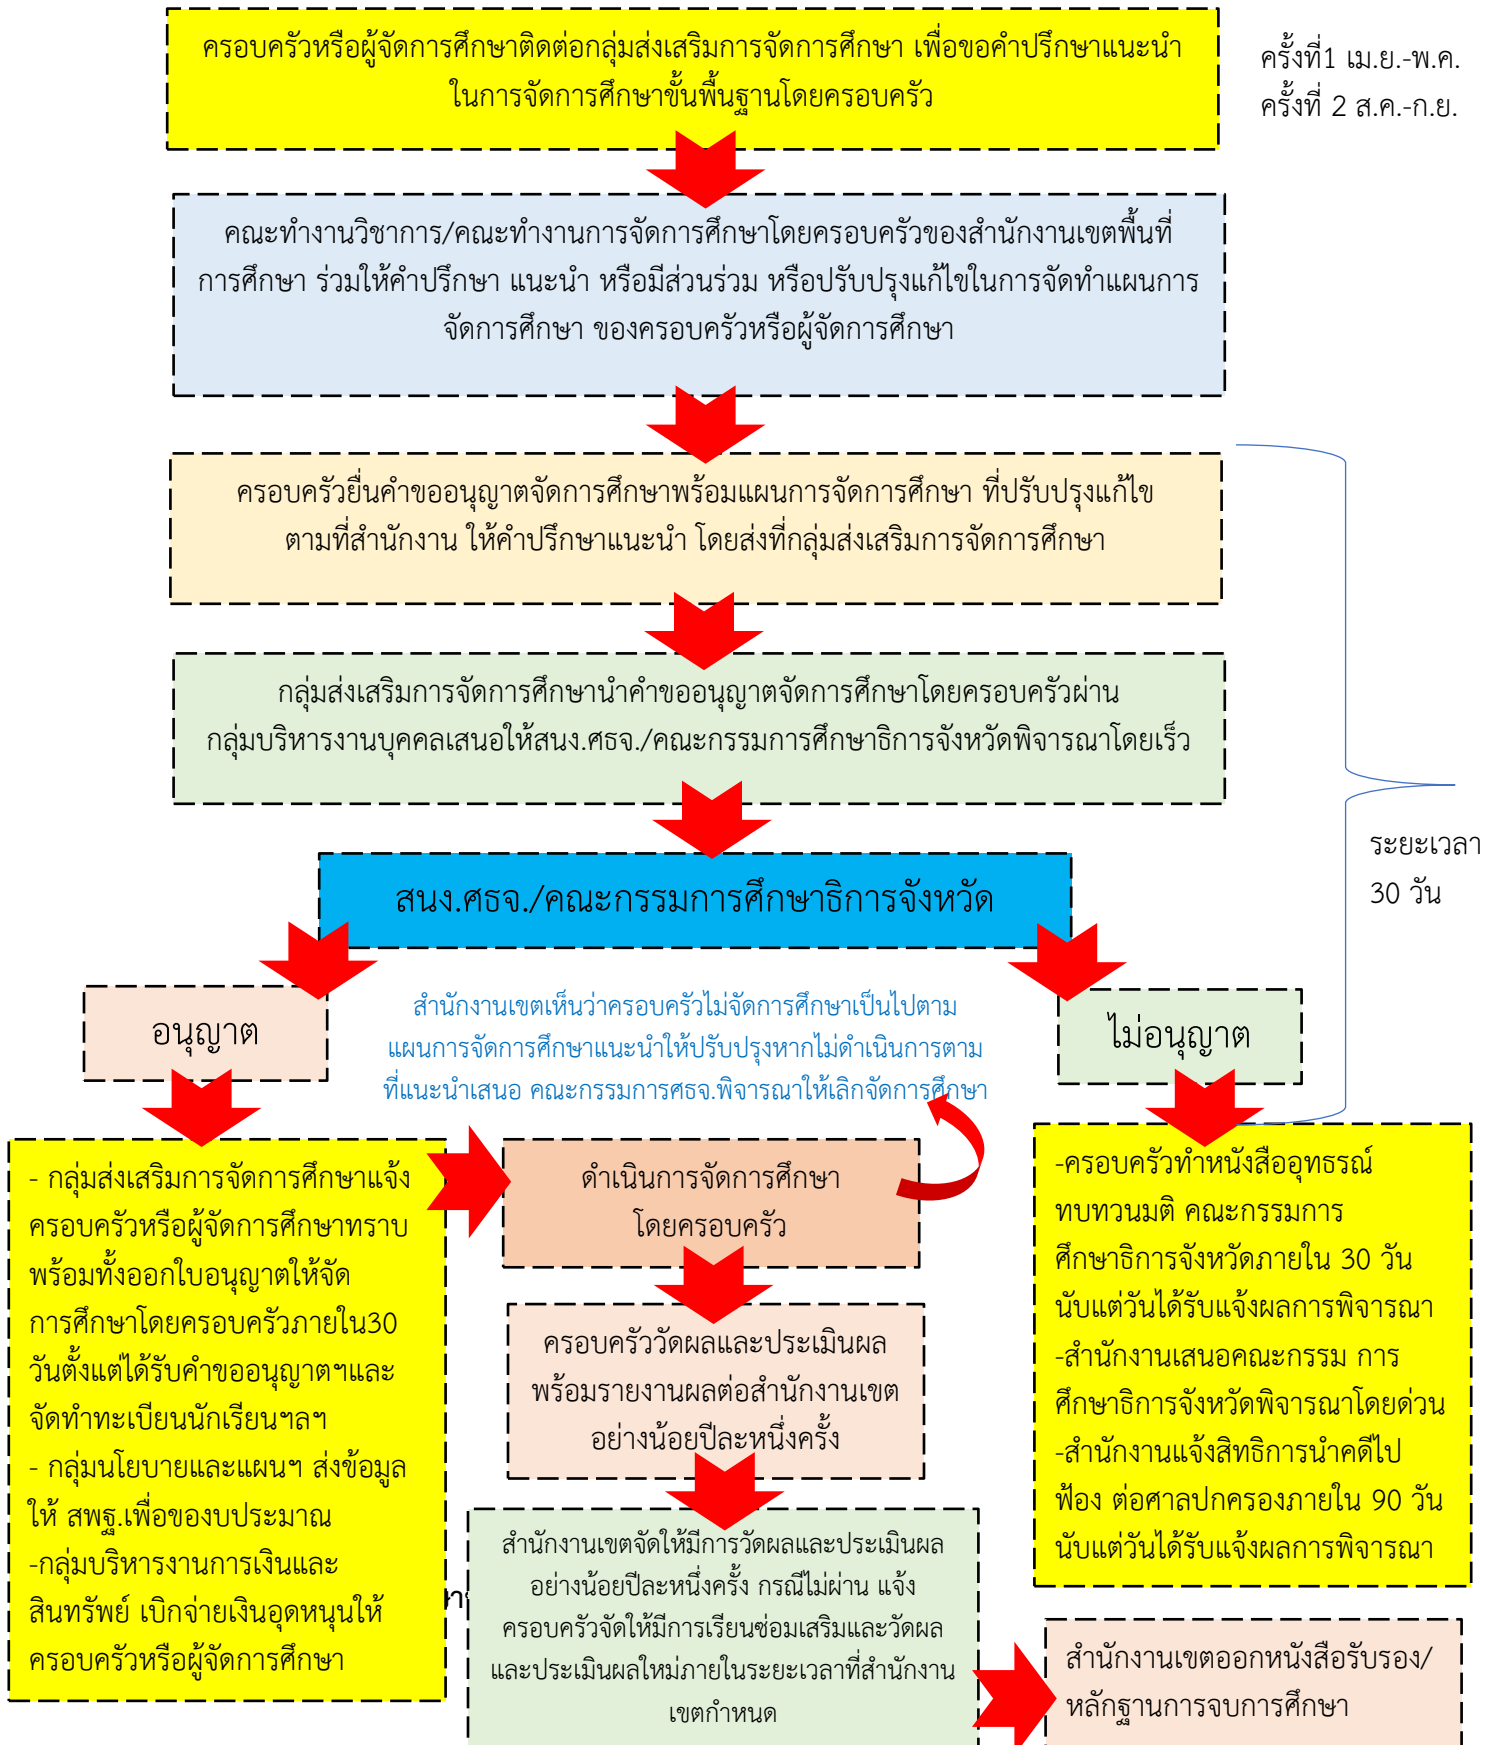 ครอบครัวหรือผู้จัดการศึกษาติดต่อกลุ่มส่งเสริมการจัดการศึกษา เพื่อขอคำปรึกษาแนะนำ
ในการจัดการศึกษาขั้นพื้นฐานโดยครอบครัว
ครั้งที่1 เม.ย.-พ.ค.
ครั้งที่ 2 ส.ค.-ก.ย.
คณะทำงานวิชาการ/คณะทำงานการจัดการศึกษาโดยครอบครัวของสำนักงานเขตพื้นที่
การศึกษา ร่วมให้คำปรึกษา แนะนำ หรือมีส่วนร่วม หรือปรับปรุงแก้ไขในการจัดทำแผนการ
จัดการศึกษา ของครอบครัวหรือผู้จัดการศึกษา
ครอบครัวยื่นคำขออนุญาตจัดการศึกษาพร้อมแผนการจัดการศึกษา ที่ปรับปรุงแก้ไข
ตามที่สำนักงาน ให้คำปรึกษาแนะนำ โดยส่งที่กลุ่มส่งเสริมการจัดการศึกษา
กลุ่มส่งเสริมการจัดการศึกษานำคำขออนุญาตจัดการศึกษาโดยครอบครัวผ่าน
กลุ่มบริหารงานบุคคลเสนอให้สนง.ศธจ./คณะกรรมการศึกษาธิการจังหวัดพิจารณาโดยเร็ว
ระยะเวลา
30 วัน
สนง.ศธจ./คณะกรรมการศึกษาธิการจังหวัด
อนุญาต
สำนักงานเขตเห็นว่าครอบครัวไม่จัดการศึกษาเป็นไปตาม
แผนการจัดการศึกษาแนะนำให้ปรับปรุงหากไม่ดำเนินการตาม
ที่แนะนำเสนอ คณะกรรมการศธจ.พิจารณาให้เลิกจัดการศึกษา
ไม่อนุญาต
- กลุ่มส่งเสริมการจัดการศึกษาแจ้ง
ครอบครัวหรือผู้จัดการศึกษาทราบ
พร้อมทั้งออกใบอนุญาตให้จัด
การศึกษาโดยครอบครัวภายใน30
วันตั้งแต่ได้รับคำขออนุญาตฯและ
จัดทำทะเบียนนักเรียนฯลฯ
- กลุ่มนโยบายและแผนฯ ส่งข้อมูล
ให้ สพฐ.เพื่อของบประมาณ
-กลุ่มบริหารงานการเงินและ
สินทรัพย์ เบิกจ่ายเงินอุดหนุนให้
ครอบครัวหรือผู้จัดการศึกษา
ดำเนินการจัดการศึกษา
โดยครอบครัว
ครอบครัววัดผลและประเมินผล
พร้อมรายงานผลต่อสำนักงานเขต
อย่างน้อยปีละหนึ่งครั้ง
สำนักงานเขตจัดให้มีการวัดผลและประเมินผล
อย่างน้อยปีละหนึ่งครั้ง กรณีไม่ผ่าน แจ้ง
ครอบครัวจัดให้มีการเรียนซ่อมเสริมและวัดผล
และประเมินผลใหม่ภายในระยะเวลาที่สำนักงาน
เขตกำหนด
-ครอบครัวทำหนังสืออุทธรณ์
ทบทวนมติ คณะกรรมการ
ศึกษาธิการจังหวัดภายใน 30 วัน
นับแต่วันได้รับแจ้งผลการพิจารณา
-สำนักงานเสนอคณะกรรม การ
ศึกษาธิการจังหวัดพิจารณาโดยด่วน
-สำนักงานแจ้งสิทธิการนำคดีไป
ฟ้อง ต่อศาลปกครองภายใน 90 วัน
นับแต่วันได้รับแจ้งผลการพิจารณา
สำนักงานเขตออกหนังสือรับรอง/
หลักฐานการจบการศึกษา